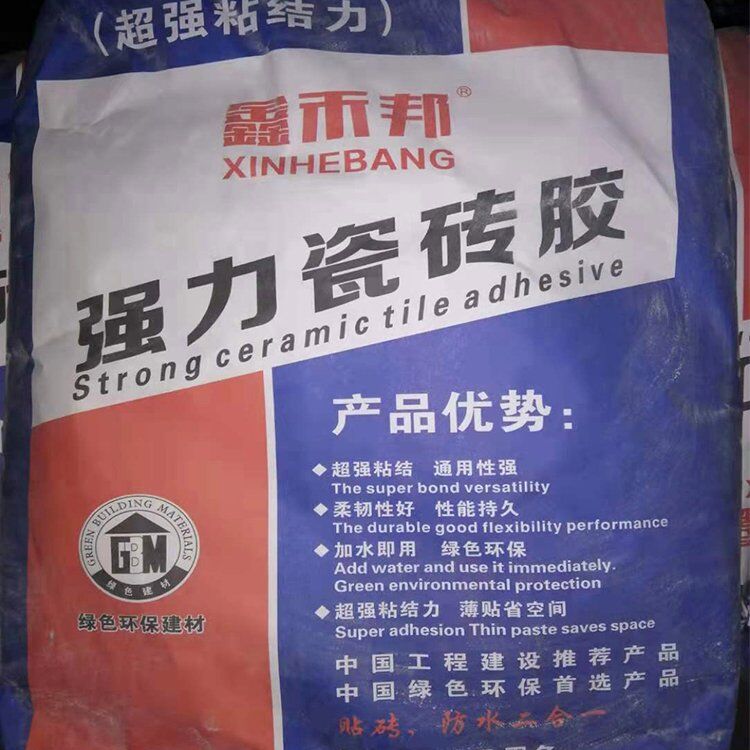 (超强粘结力)
鑫禾邦®
XINHEBANG
强力瓷砖胶
Strong ceramic tile adhesive
产品优势:
◆超强粘结 通用性强
The super bond versatility
◆柔韧性好 性能持久
The durable good flexibility performance
◆加水即用 绿色环保
Add water and use it immediately.
Green environmental protection
◆超强粘结力 薄贴省空间
Super adhesion Thin paste saves space
中国工程建设推荐产品
中国绿色环保首选产品
贴砖、防水二合一
GREEN BUILDING MATERIALS
GBM
绿色建材
绿色环保建材